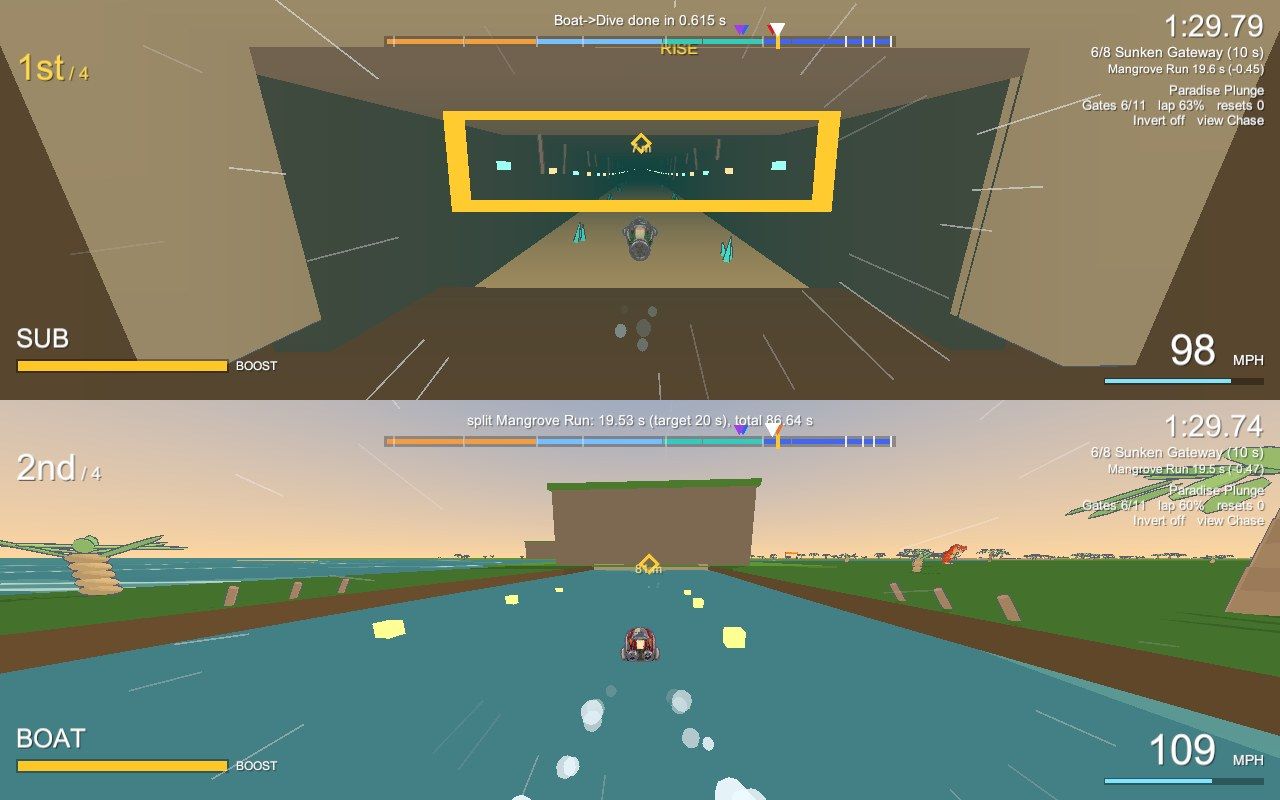 Boat->Dive done in 0.615 s
1:29.79
RISE
6/8 Sunken Gateway (10 s)
1st / 4
Mangrove Run 19.6 s (-0.45)
Paradise Plunge
Gates 6/11 lap 63% resets 0
Invert off view Chase
SUB
BOOST
98 MPH
split Mangrove Run: 19.53 s (target 20 s), total 86.64 s
1:29.74
6/8 Sunken Gateway (10 s)
2nd / 4
Mangrove Run 19.5 s (-0.47)
Paradise Plunge
Gates 6/11 lap 60% resets 0
Invert off view Chase
BOAT
BOOST
109 MPH